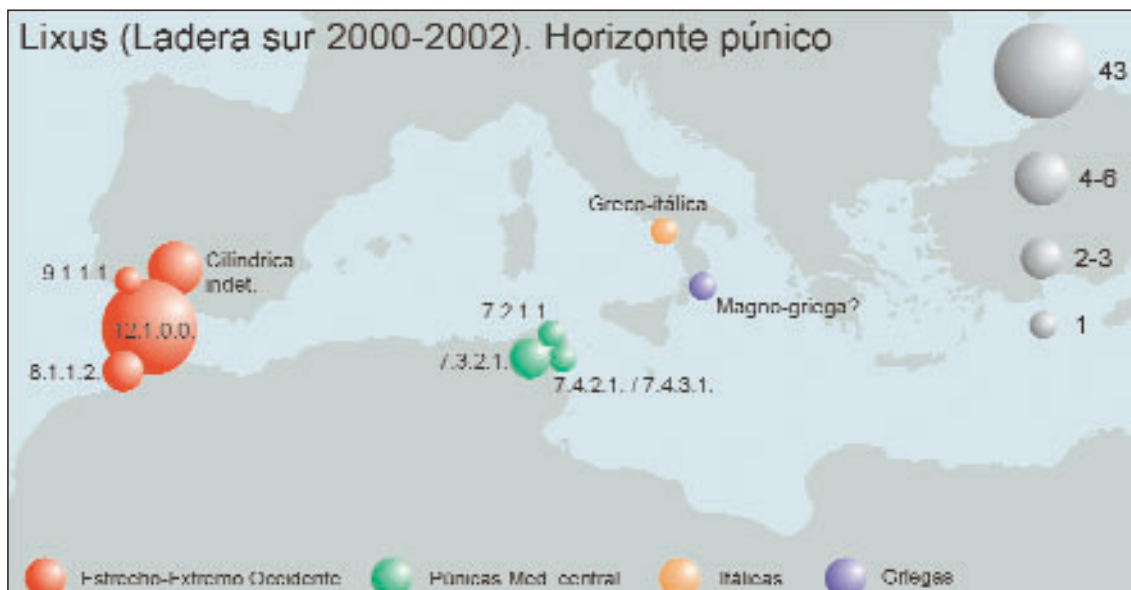 Lixus (Ladera sur 2000-2002). Horizonte púnico
43
4-6
2-3
1
Greco-itálica
Magno-griega?
Cilíndrica
indet.
9.1.1.1.
12.1.0.0.
8.1.1.2.
7.2.1.1.
7.3.2.1.
7.4.2.1. / 7.4.3.1.
Estrecho-Extremo Occidente
Púnicas Med. central
Itálicas
Griegas